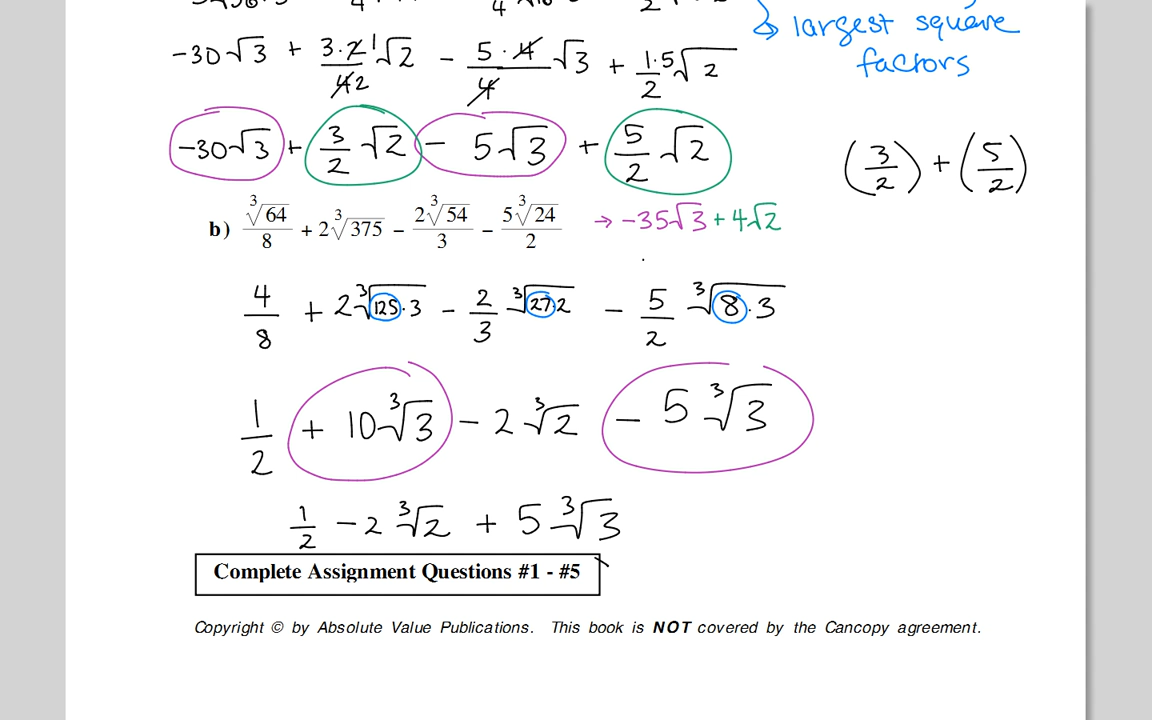 -30√3 + 3·2 1√2 / 42 - 5·4/4 √3 + 1·5/2 √2
→ largest square
factors
-30√3 + 3/2 √2 - 5√3 + 5/2 √2
(3/2) + (5/2)
b) ∛64/8 + 2∛375 - 2∛54/3 - 5∛24/2 → -35√3 + 4√2
4/8 + 2∛125·3 - 2/3 ∛27·2 - 5/2 ∛8·3
1/2 + 10∛3 - 2∛2 - 5∛3
1/2 - 2∛2 + 5∛3
Complete Assignment Questions #1 - #5
Copyright © by Absolute Value Publications. This book is NOT covered by the Cancopy agreement.